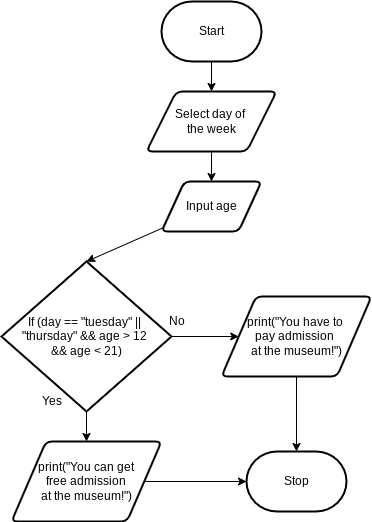 Start
Select day of
the week
Input age
If (day == "tuesday" ||
"thursday" && age > 12
&& age < 21)
No
print("You have to
pay admission
at the museum!")
Yes
print("You can get
free admission
at the museum!")
Stop